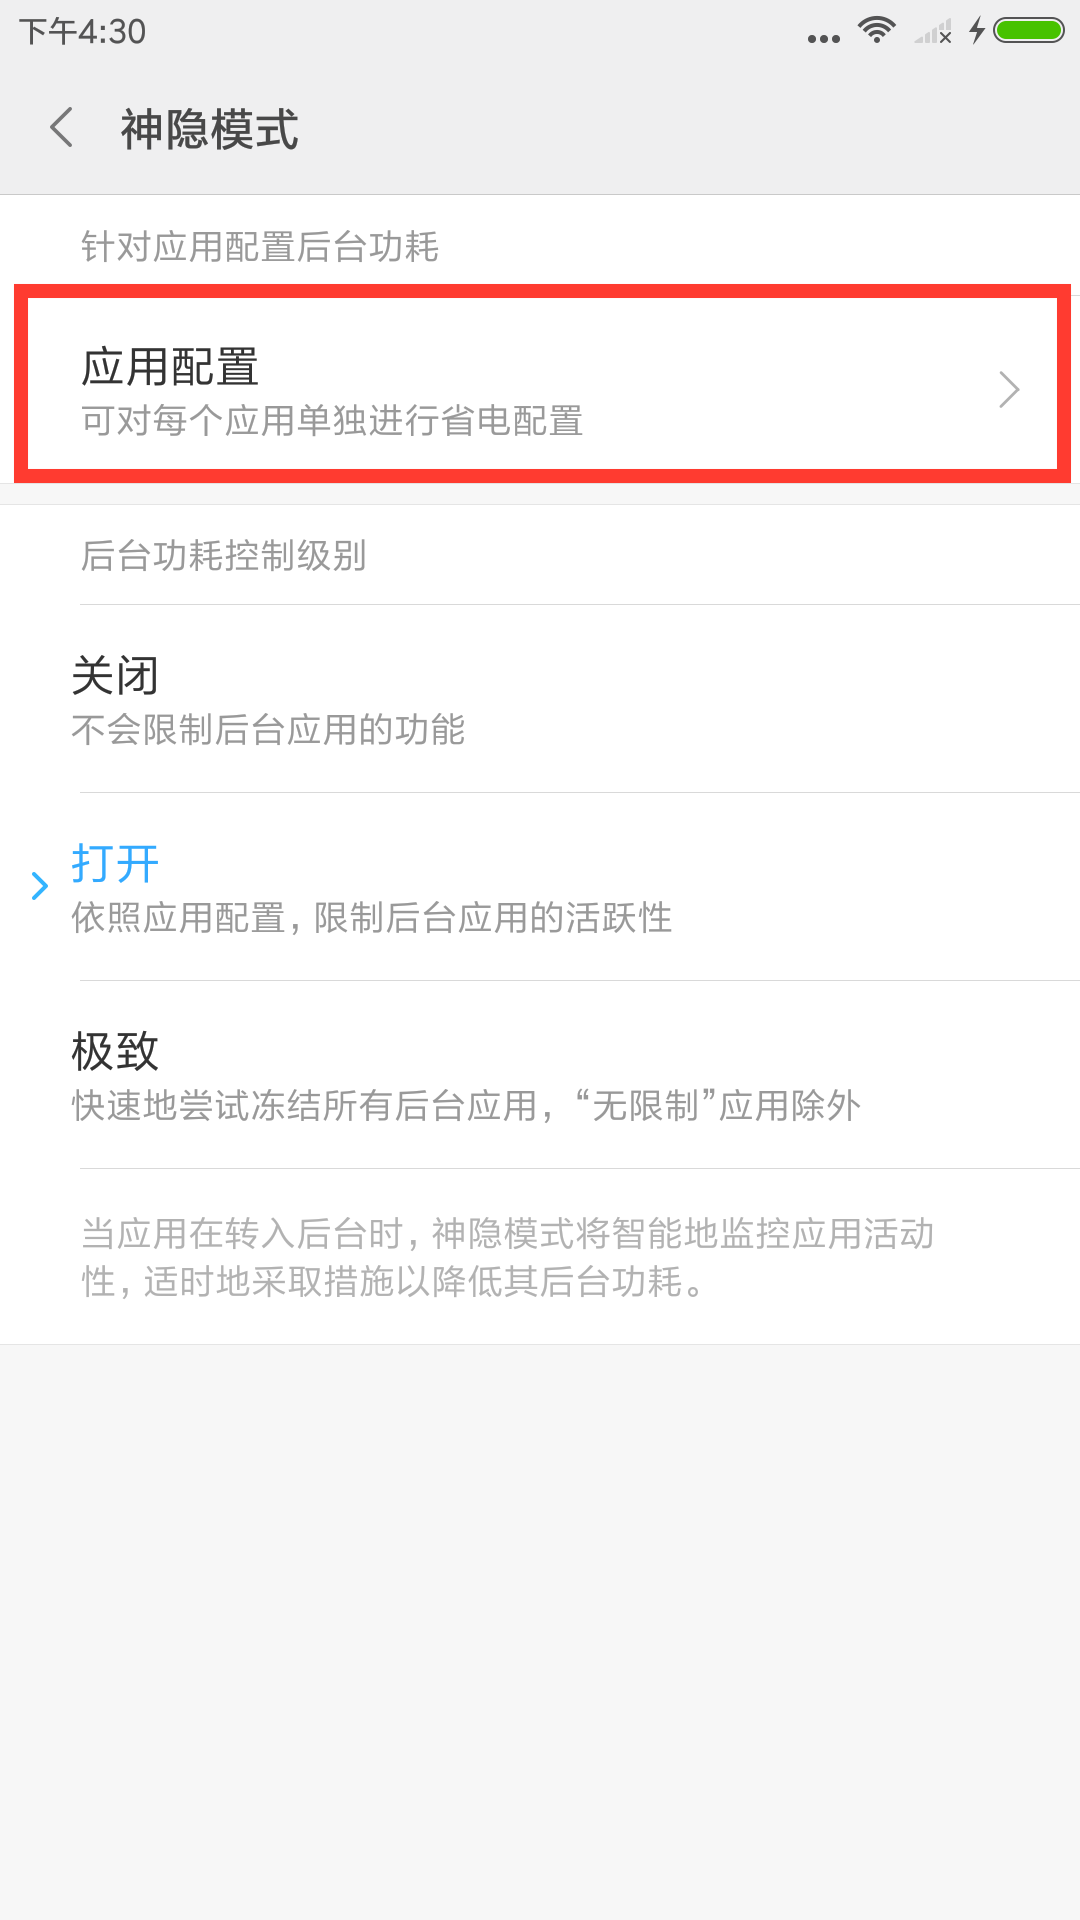 下午4:30
神隐模式
针对应用配置后台功耗
应用配置
可对每个应用单独进行省电配置
后台功耗控制级别
关闭
不会限制后台应用的功能
打开
依照应用配置，限制后台应用的活跃性
极致
快速地尝试冻结所有后台应用，“无限制”应用除外
当应用在转入后台时，神隐模式将智能地监控应用活动
性，适时地采取措施以降低其后台功耗。